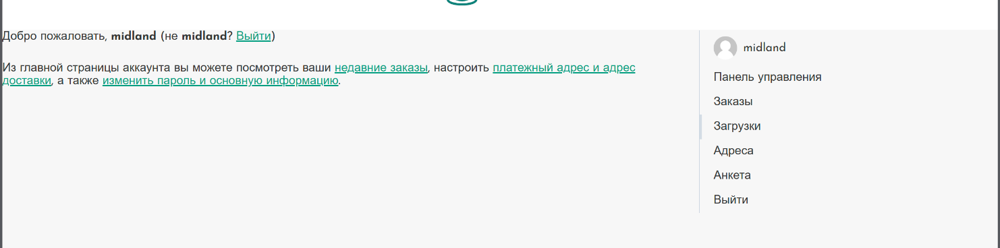 Добро пожаловать, midland (не midland? Выйти)
Из главной страницы аккаунта вы можете посмотреть ваши недавние заказы, настроить платежный адрес и адрес
доставки, а также изменить пароль и основную информацию.
midland
Панель управления
Заказы
Загрузки
Адреса
Анкета
Выйти